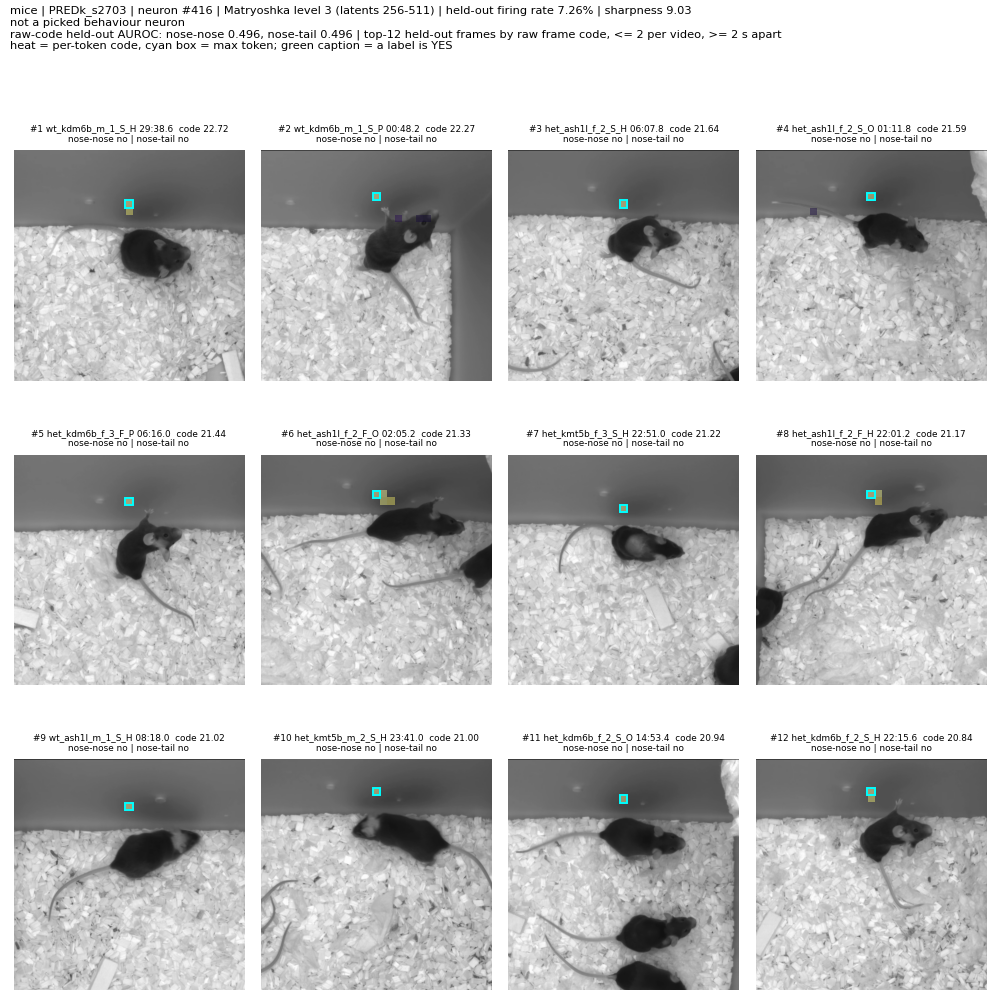 mice | PREDk_s2703 | neuron #416 | Matryoshka level 3 (latents 256-511) | held-out firing rate 7.26% | sharpness 9.03
not a picked behaviour neuron
raw-code held-out AUROC: nose-nose 0.496, nose-tail 0.496 | top-12 held-out frames by raw frame code, <= 2 per video, >= 2 s apart
heat = per-token code, cyan box = max token; green caption = a label is YES
#1 wt_kdm6b_m_1_S_H 29:38.6 code 22.72
nose-nose no | nose-tail no
#2 wt_kdm6b_m_1_S_P 00:48.2 code 22.27
nose-nose no | nose-tail no
#3 het_ash1l_f_2_S_H 06:07.8 code 21.64
nose-nose no | nose-tail no
#4 het_ash1l_f_2_S_O 01:11.8 code 21.59
nose-nose no | nose-tail no
#5 het_kdm6b_f_3_F_P 06:16.0 code 21.44
nose-nose no | nose-tail no
#6 het_ash1l_f_2_F_O 02:05.2 code 21.33
nose-nose no | nose-tail no
#7 het_kmt5b_f_3_S_H 22:51.0 code 21.22
nose-nose no | nose-tail no
#8 het_ash1l_f_2_F_H 22:01.2 code 21.17
nose-nose no | nose-tail no
#9 wt_ash1l_m_1_S_H 08:18.0 code 21.02
nose-nose no | nose-tail no
#10 het_kmt5b_m_2_S_H 23:41.0 code 21.00
nose-nose no | nose-tail no
#11 het_kdm6b_f_2_S_O 14:53.4 code 20.94
nose-nose no | nose-tail no
#12 het_kdm6b_f_2_S_H 22:15.6 code 20.84
nose-nose no | nose-tail no